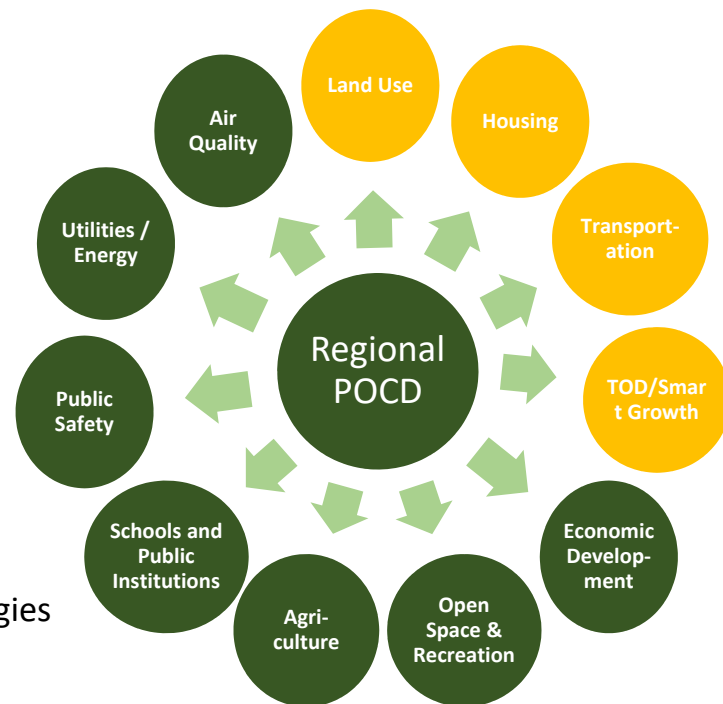 Land Use
Housing
Transport-
ation
TOD/Smar
t Growth
Economic
Develop-
ment
Open
Space &
Recreation
Agri-
culture
Schools and
Public
Institutions
Public
Safety
Utilities /
Energy
Air
Quality
Regional
POCD